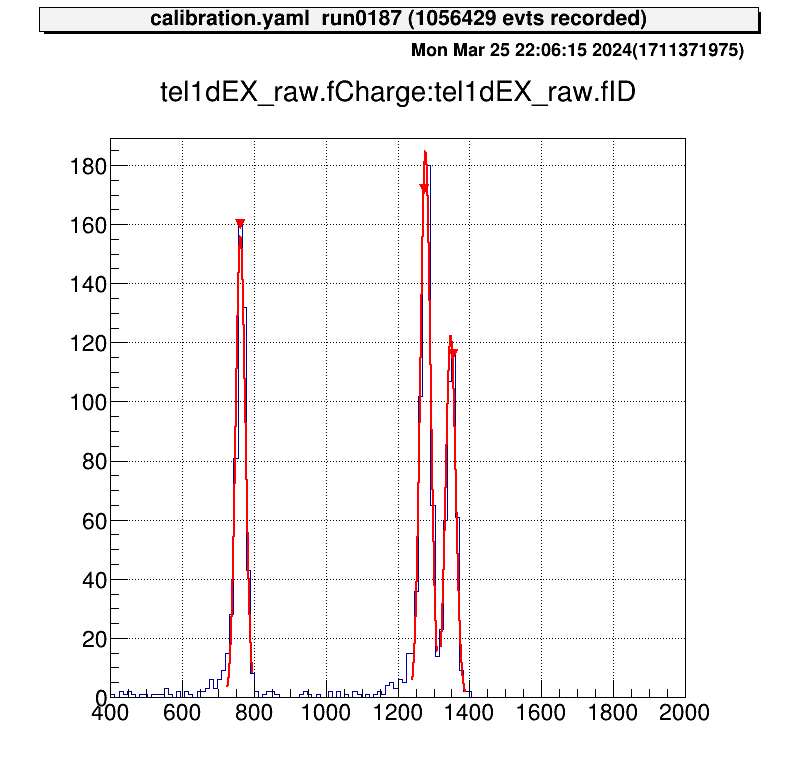 calibration.yaml run0187 (1056429 evts recorded)
Mon Mar 25 22:06:15 2024(1711371975)
tel1dEX_raw.fCharge:tel1dEX_raw.fID
180
160
140
120
100
80
60
40
20
0
400 600 800 1000 1200 1400 1600 1800 2000